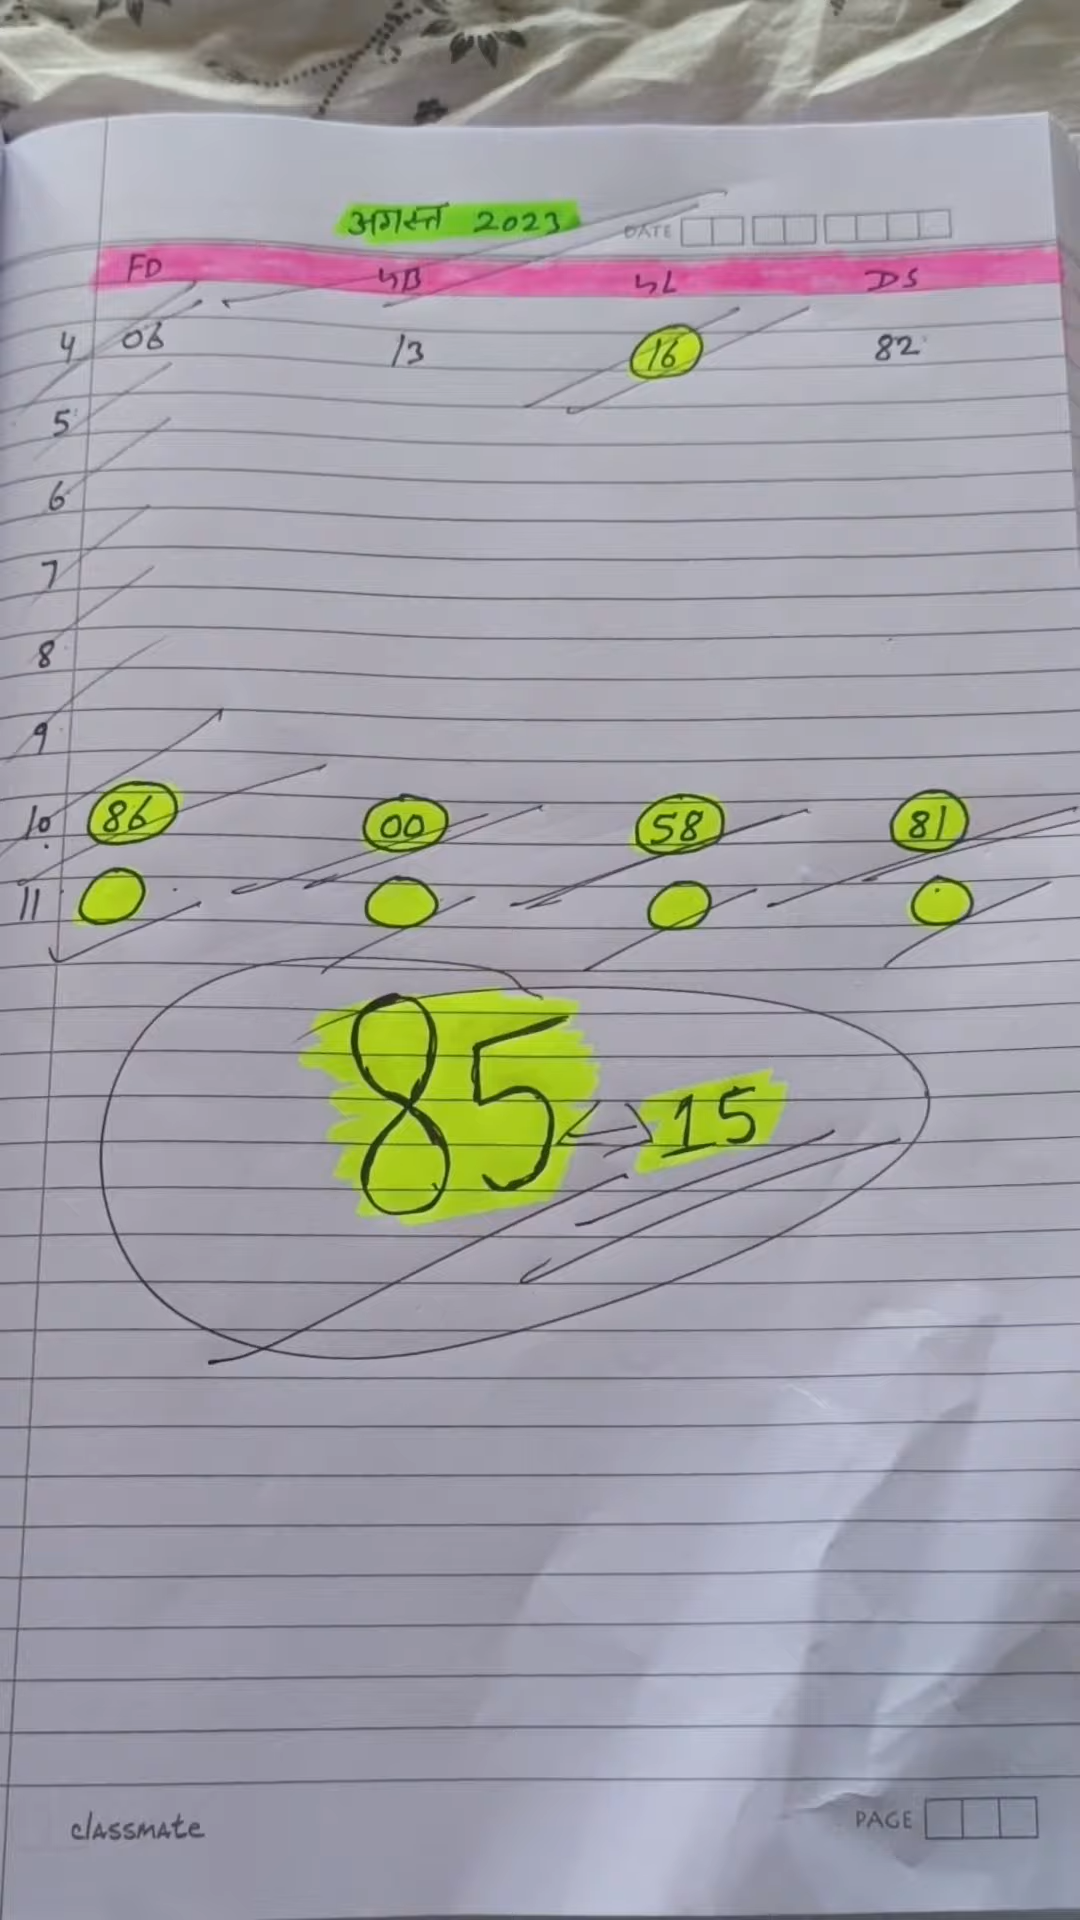 अगस्त 2023
DATE
FD GB GL DS
4 06 13 16 82
5
6
7
8
9
10 86 00 58 81
11
85 15
classmate PAGE